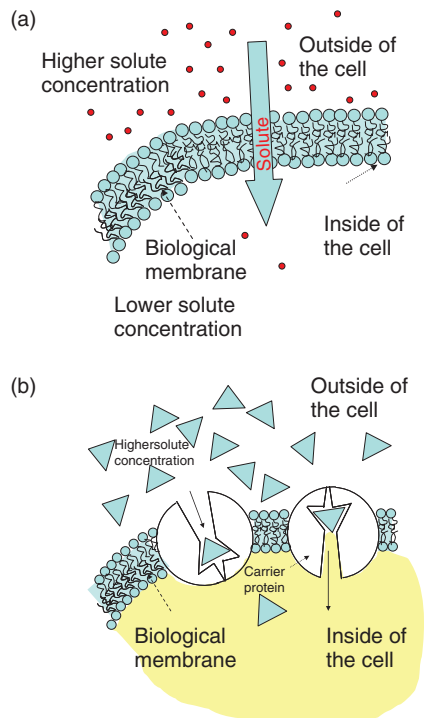 (a)
Higher solute
concentration
Outside of
the cell
Solute
Biological
membrane
Inside of
the cell
Lower solute
concentration
(b)
Outside of
the cell
Highersolute
concentration
Carrier
protein
Biological
membrane
Inside of
the cell